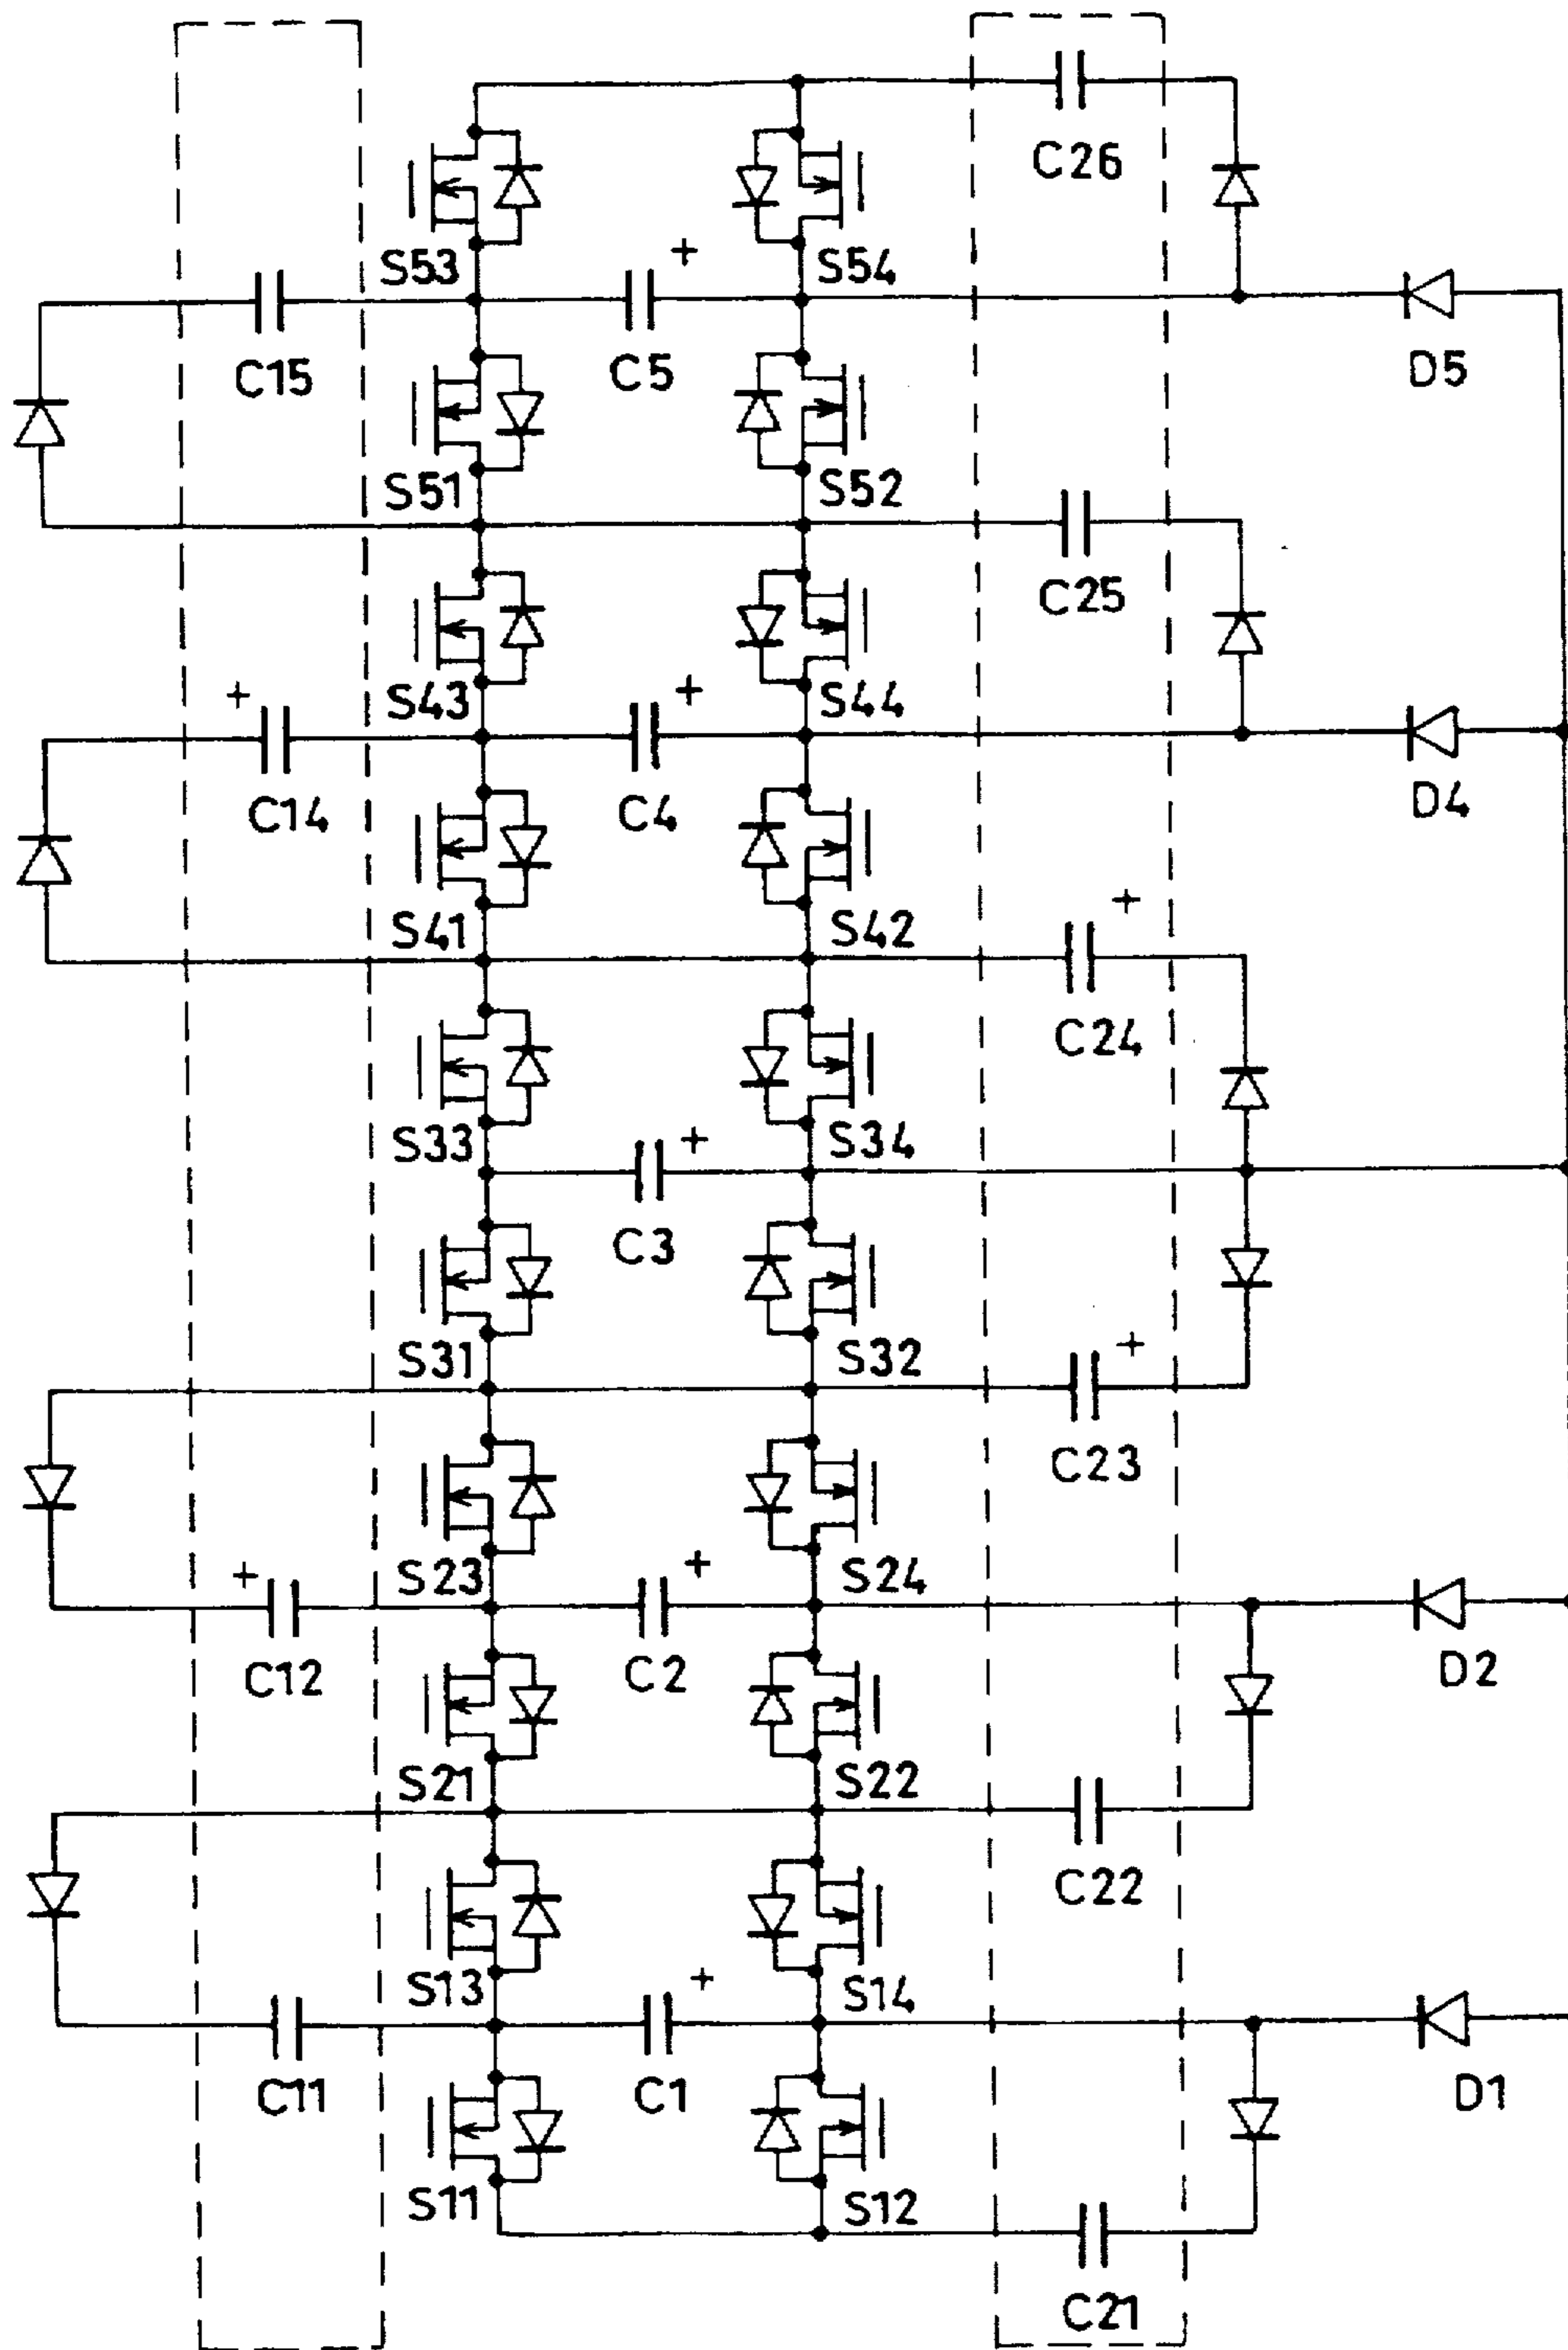 C26
S53
+
S54
C15
C5
D5
S51
S52
C25
+
S43
+
S44
C14
C4
D4
S41
S42
+
C24
S33
+
S34
C3
S31
S32
+
C23
+
S23
+
S24
C12
C2
D2
S21
S22
C22
S13
+
S14
C11
C1
D1
S11
S12
C21